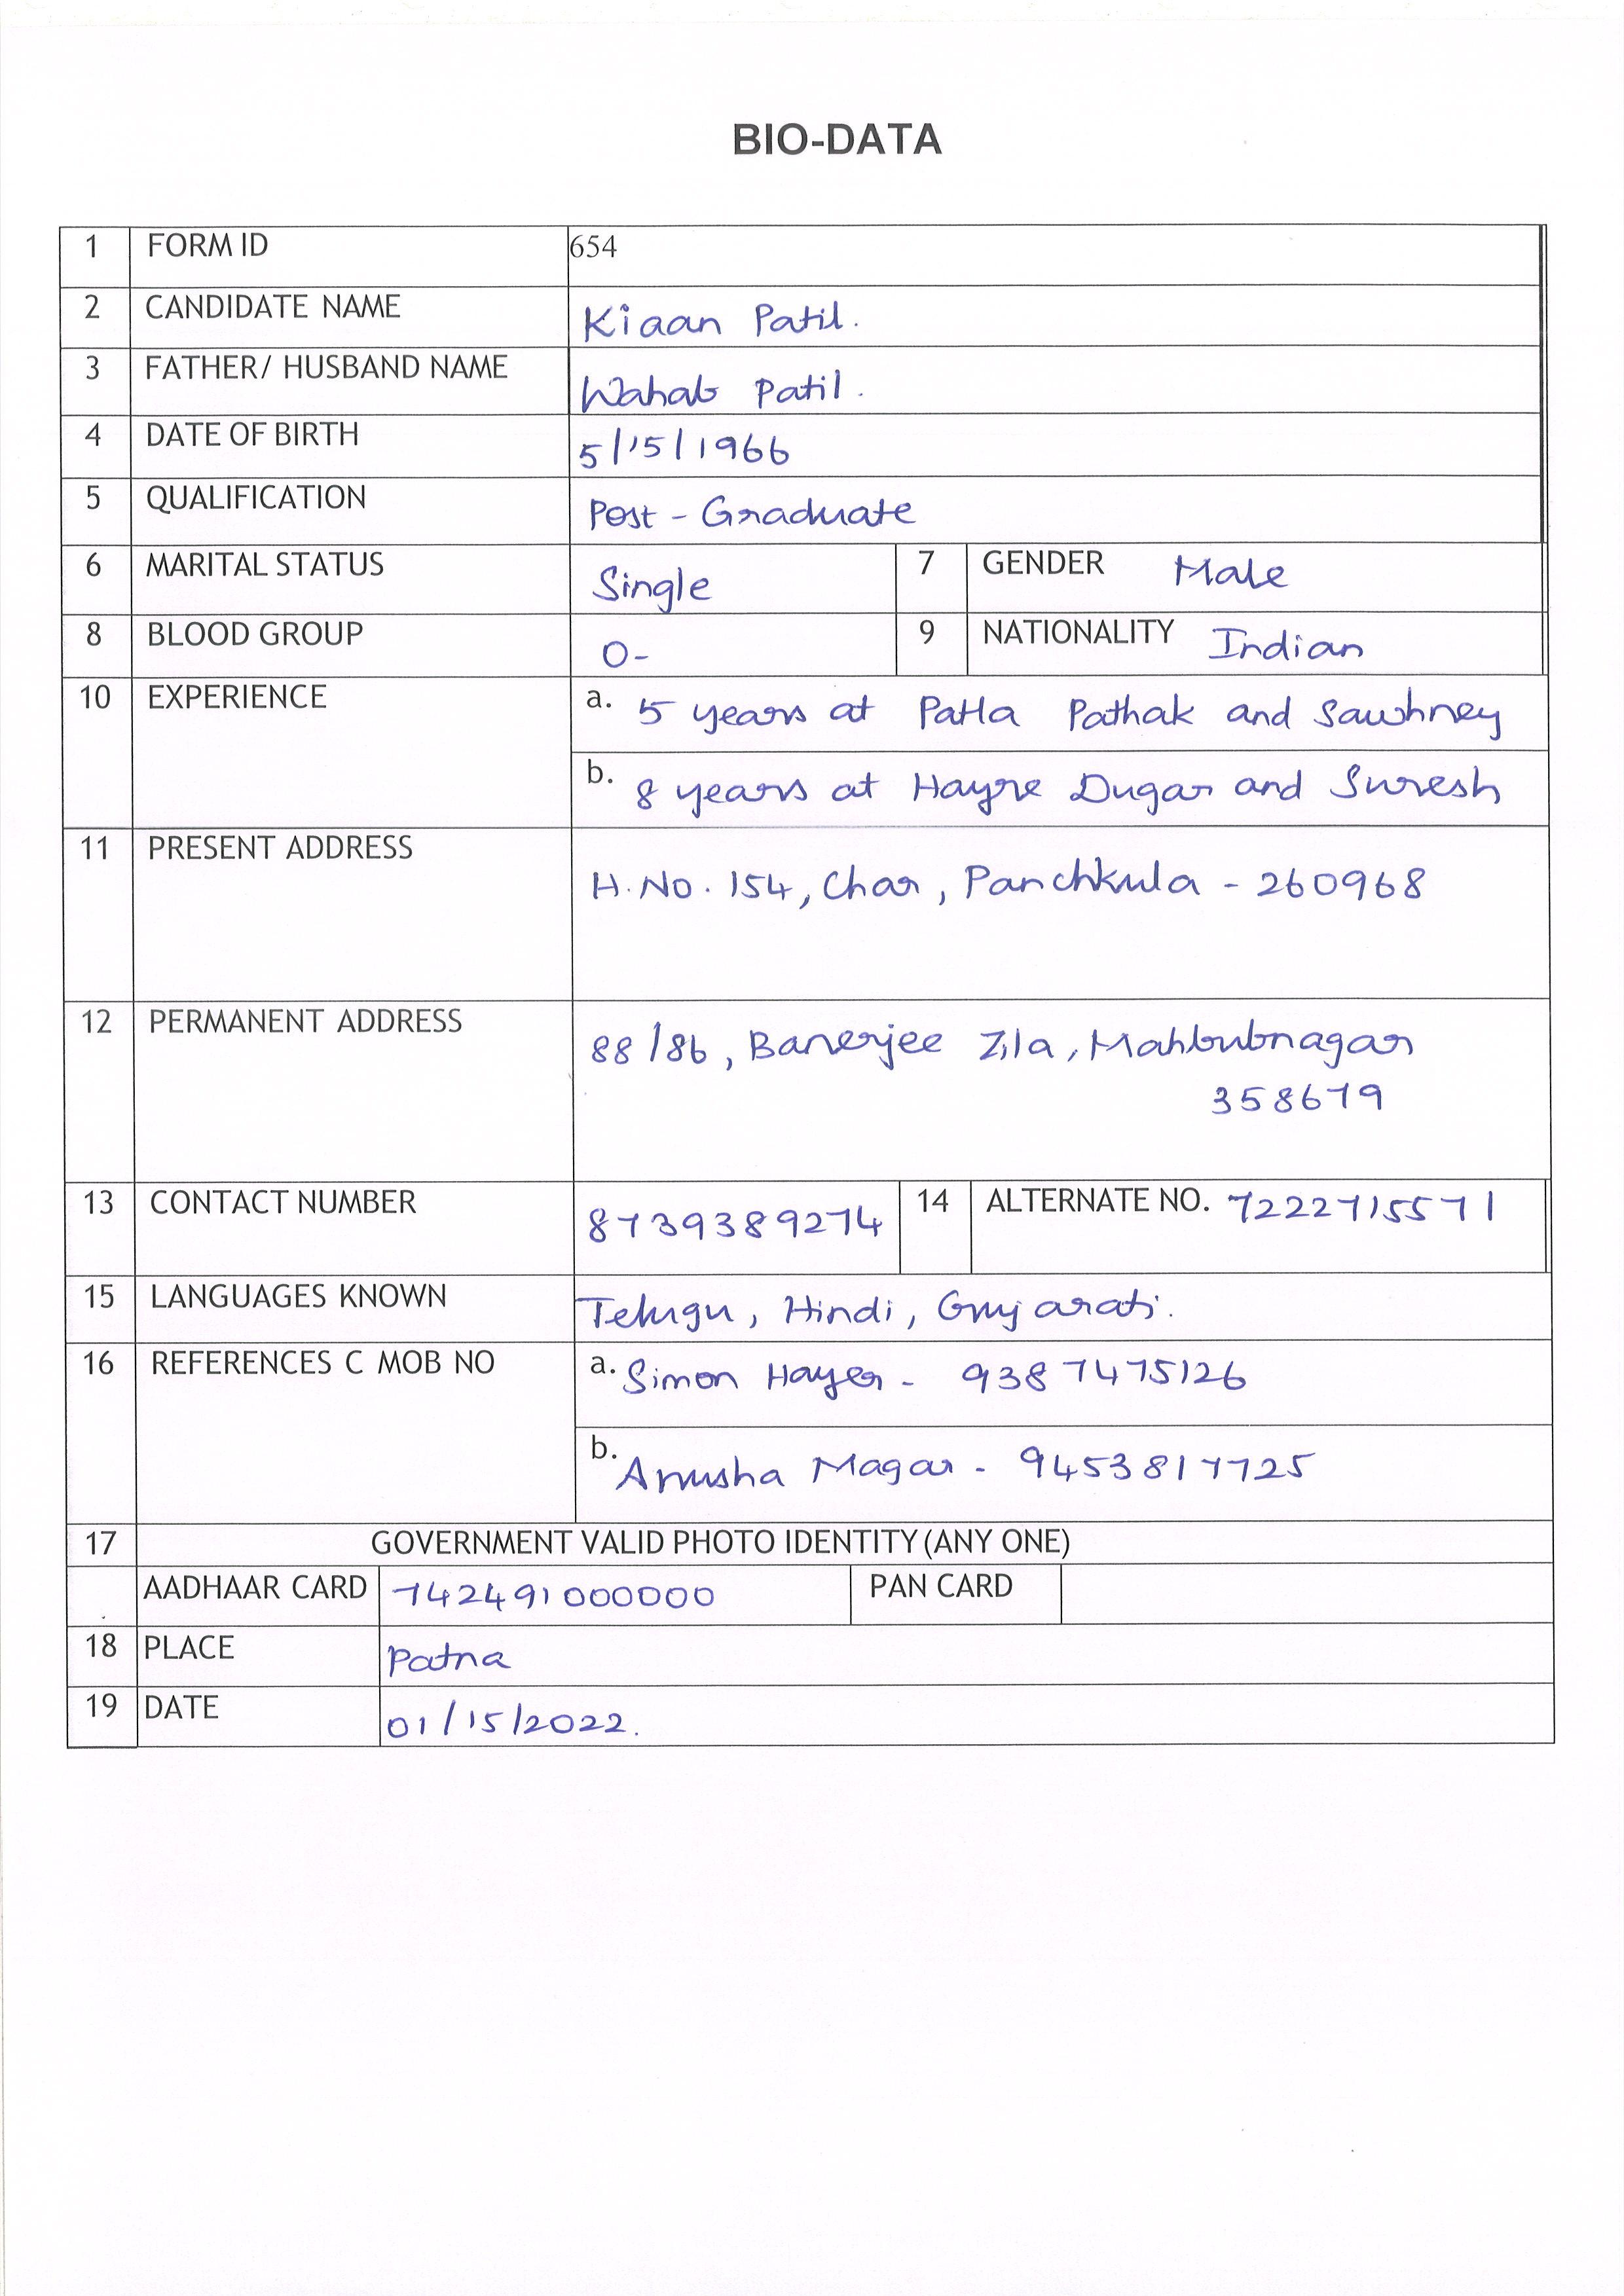 BIO-DATA
1 FORM ID 654
2 CANDIDATE NAME Kiaan Patil.
3 FATHER/ HUSBAND NAME Wahab Patil.
4 DATE OF BIRTH 5/15/1966
5 QUALIFICATION Post - Graduate
6 MARITAL STATUS Single 7 GENDER Male
8 BLOOD GROUP O- 9 NATIONALITY Indian
10 EXPERIENCE a. 5 years at Patla Pathak and Sawhney
b. 8 years at Hayre Dugar and Suresh
11 PRESENT ADDRESS H.No. 154, Char, Panchkula - 260968
12 PERMANENT ADDRESS 88/86, Banerjee Zila, Mahbubnagar
358679
13 CONTACT NUMBER 8739389274 14 ALTERNATE NO. 7222715571
15 LANGUAGES KNOWN Telugu, Hindi, Gujarati.
16 REFERENCES C MOB NO a. Simon Hayer - 9387475126
b. Anusha Magar - 9453817725
17 GOVERNMENT VALID PHOTO IDENTITY (ANY ONE)
AADHAAR CARD 742491000000 PAN CARD
18 PLACE Patna
19 DATE 01/15/2022.